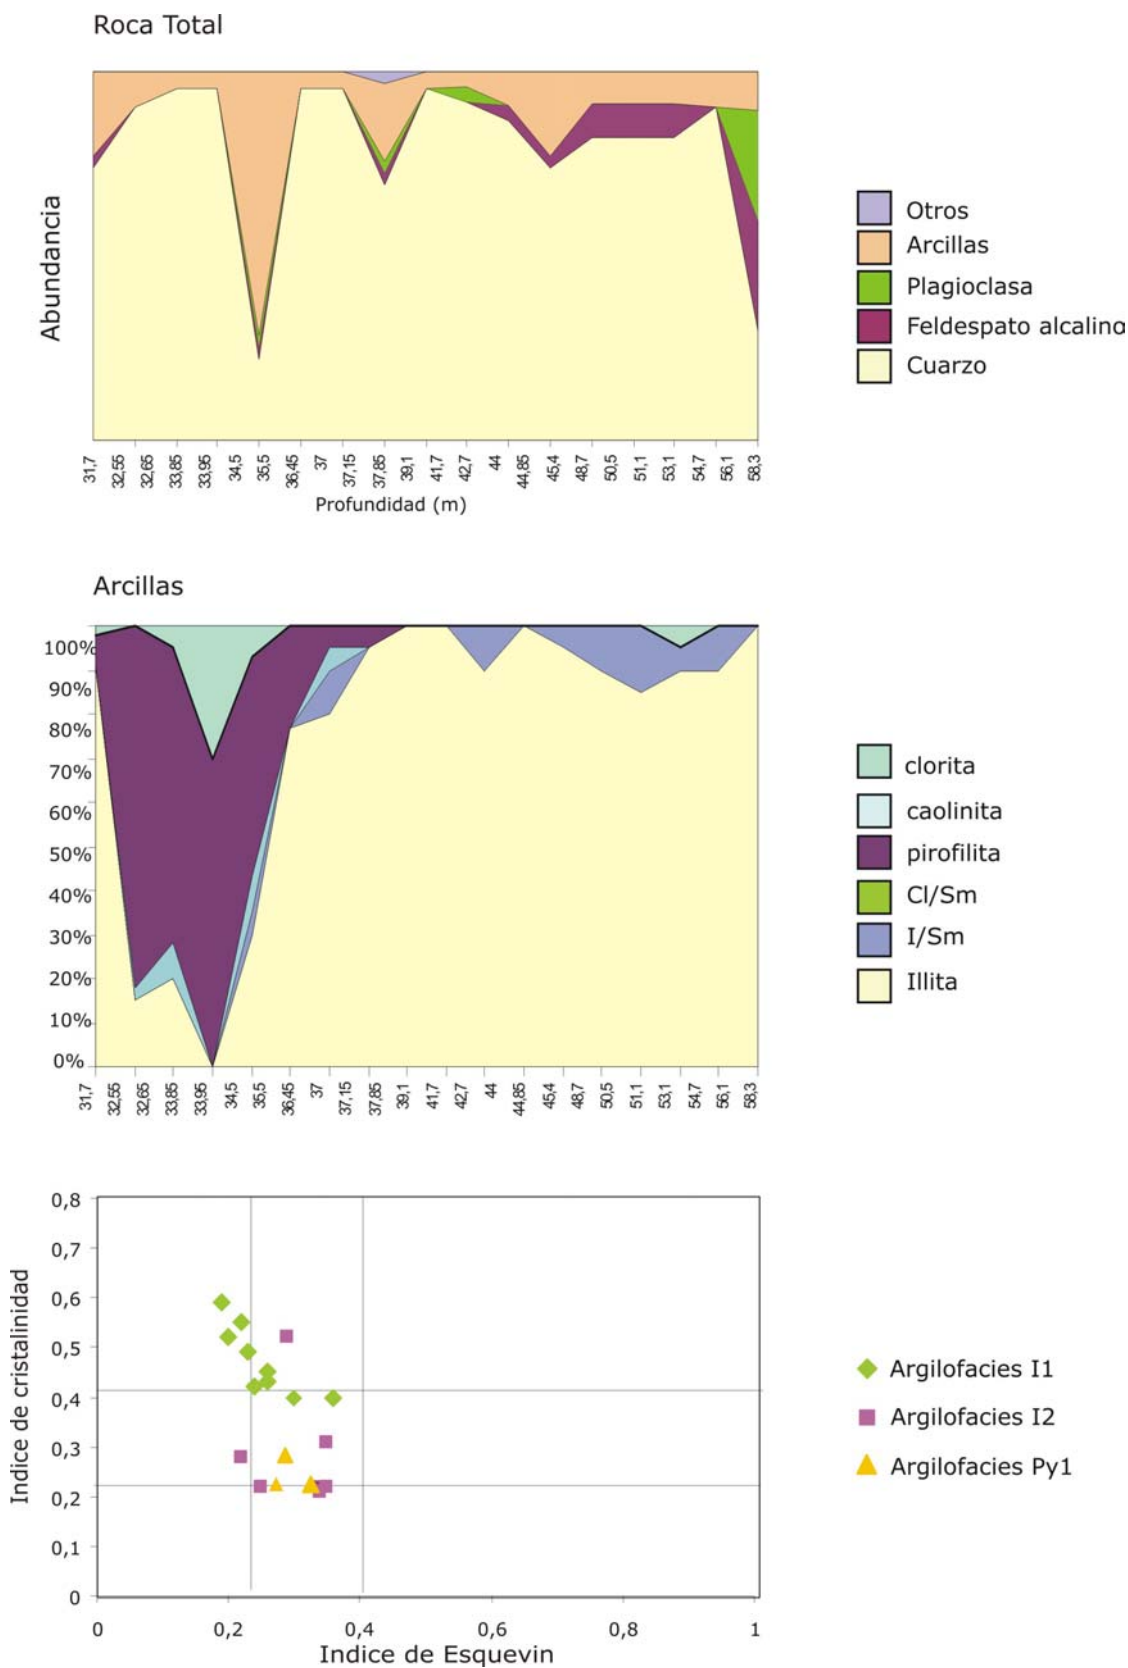 Roca Total
Abundancia
31,7 32,55 32,65 33,85 33,95 34,5 35,5 36,45 37 37,15 37,85 39,1 41,7 42,7 44 44,85 45,4 48,7 50,5 51,1 53,1 54,7 56,1 58,3
Profundidad (m)
Otros
Arcillas
Plagioclasa
Feldespato alcalino
Cuarzo
Arcillas
100%
90%
80%
70%
60%
50%
40%
30%
20%
10%
0%
31,7 32,55 32,65 33,85 33,95 34,5 35,5 36,45 37 37,15 37,85 39,1 41,7 42,7 44 44,85 45,4 48,7 50,5 51,1 53,1 54,7 56,1 58,3
clorita
caolinita
pirofilita
Cl/Sm
I/Sm
Illita
Indice de cristalinidad
0,8
0,7
0,6
0,5
0,4
0,3
0,2
0,1
0
0 0,2 0,4 0,6 0,8 1
Indice de Esquevin
Argilofacies I1
Argilofacies I2
Argilofacies Py1